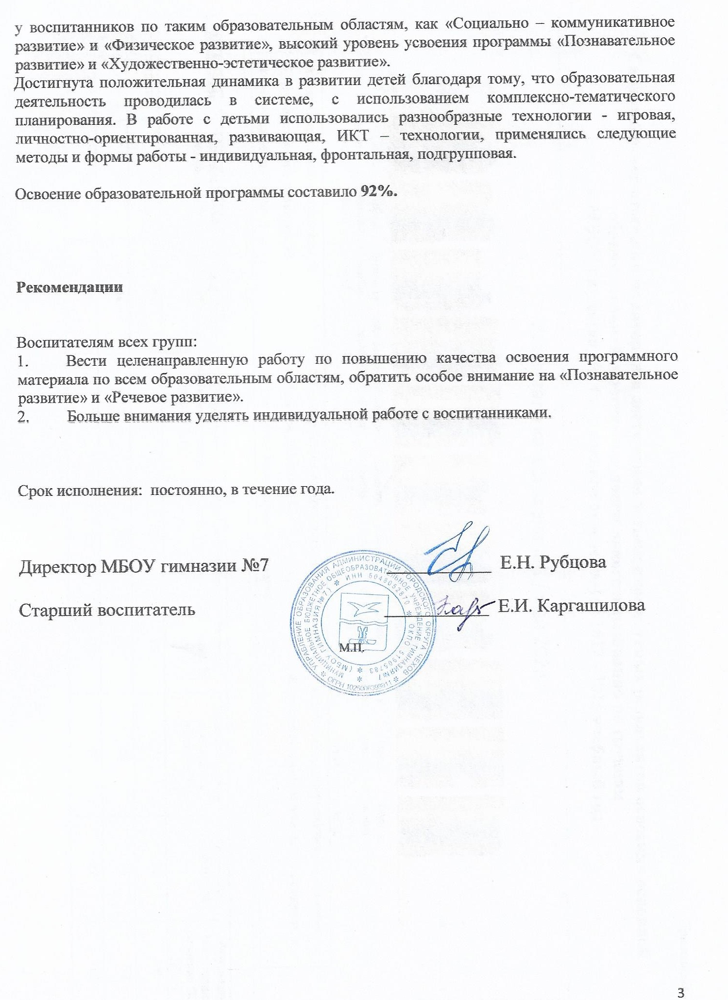 у воспитанников по таким образовательным областям, как «Социально – коммуникативное
развитие» и «Физическое развитие», высокий уровень усвоения программы «Познавательное
развитие» и «Художественно-эстетическое развитие».
Достигнута положительная динамика в развитии детей благодаря тому, что образовательная
деятельность проводилась в системе, с использованием комплексно-тематического
планирования. В работе с детьми использовались разнообразные технологии - игровая,
личностно-ориентированная, развивающая, ИКТ – технологии, применялись следующие
методы и формы работы - индивидуальная, фронтальная, подгрупповая.
Освоение образовательной программы составило 92%.
Рекомендации
Воспитателям всех групп:
1. Вести целенаправленную работу по повышению качества освоения программного
материала по всем образовательным областям, обратить особое внимание на «Познавательное
развитие» и «Речевое развитие».
2. Больше внимания уделять индивидуальной работе с воспитанниками.
Срок исполнения: постоянно, в течение года.
Директор МБОУ гимназии №7 Е.Н. Рубцова
Старший воспитатель Е.И. Каргашилова
М.П.
УПРАВЛЕНИЕ ОБРАЗОВАНИЯ АДМИНИСТРАЦИИ ГОРОДСКОГО ОКРУГА ЧЕХОВ
* ОГРН 1025006398911 *
МУНИЦИПАЛЬНОЕ БЮДЖЕТНОЕ ОБЩЕОБРАЗОВАТЕЛЬНОЕ УЧРЕЖДЕНИЕ ГИМНАЗИЯ №7 *
(МБОУ ГИМНАЗИЯ №7) * ИНН 5048052870 * ОКПО 51905783 *
3